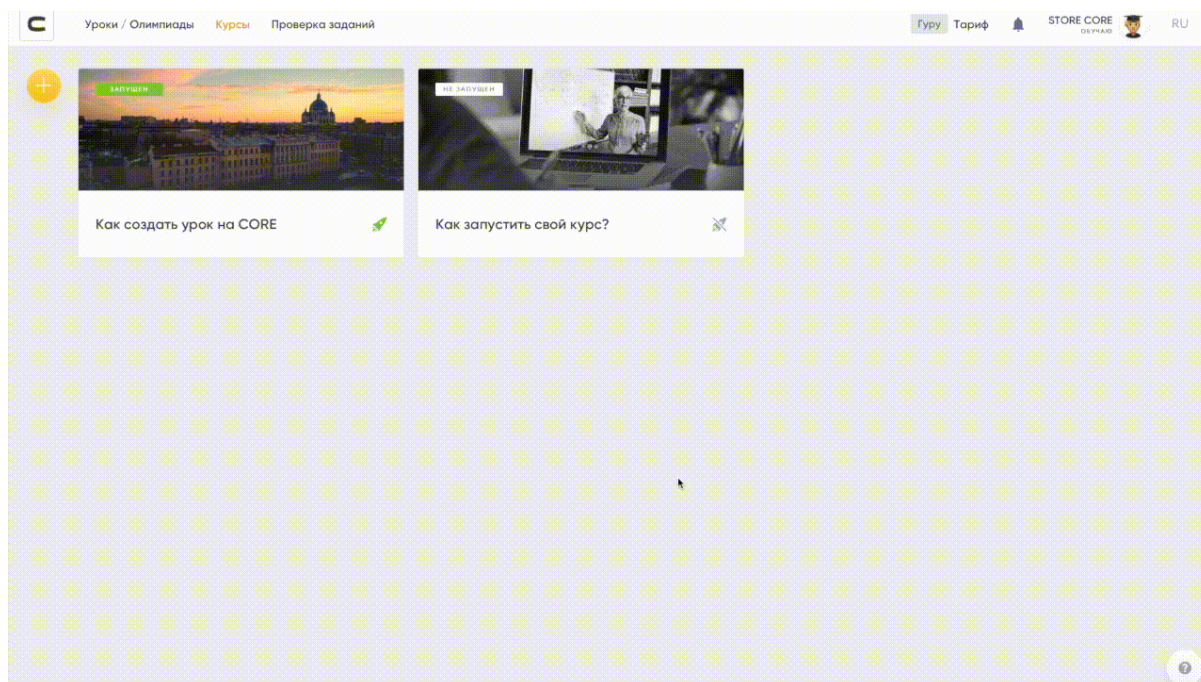 Уроки / Олимпиады Курсы Проверка заданий Гуру Тариф STORE CORE RU
ОБУЧАЮ
ЗАПУЩЕН НЕ ЗАПУЩЕН
Как создать урок на CORE Как запустить свой курс?